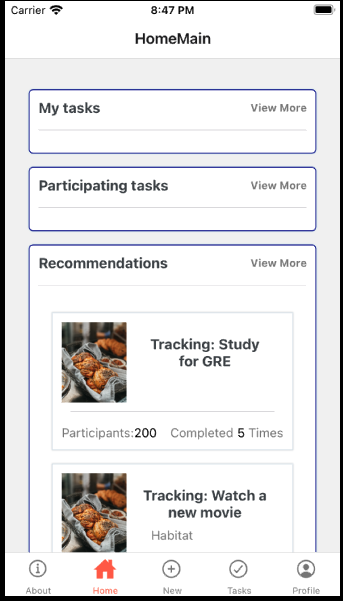 Carrier 8:47 PM
HomeMain
My tasks View More
Participating tasks View More
Recommendations View More
Tracking: Study
for GRE
Participants:200 Completed 5 Times
Tracking: Watch a
new movie
Habitat
About Home New Tasks Profile